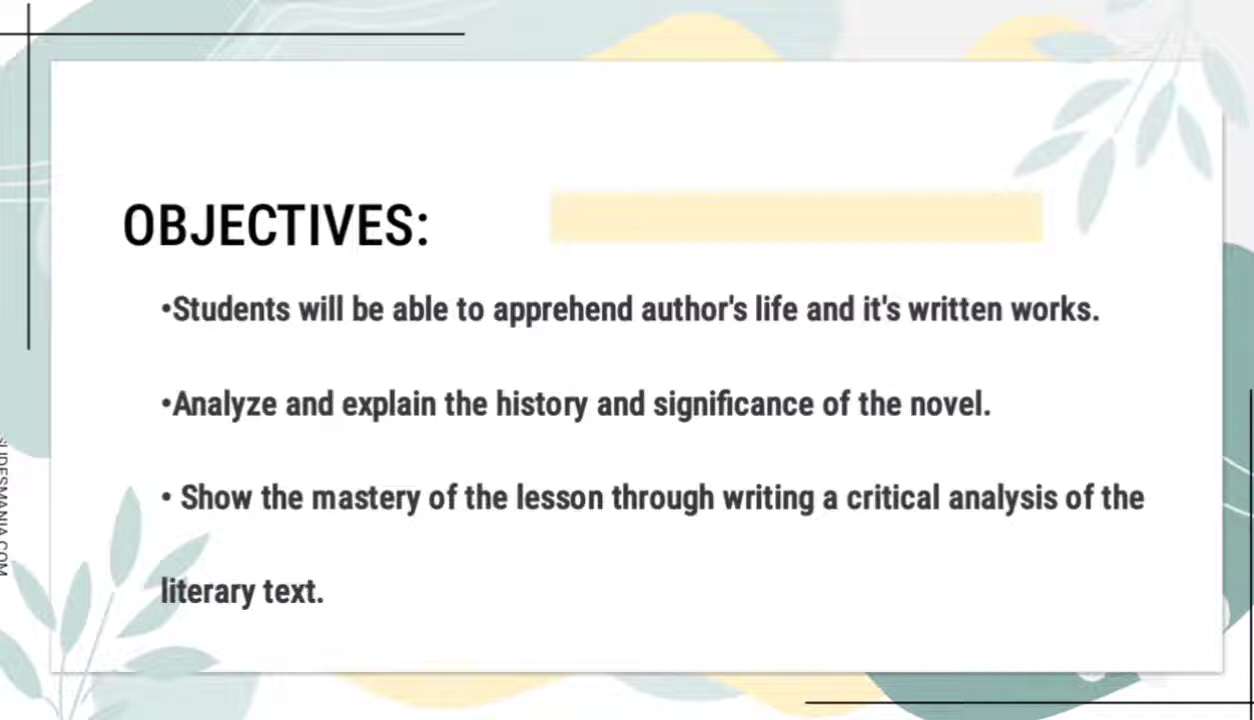 OBJECTIVES:
•Students will be able to apprehend author's life and it's written works.
•Analyze and explain the history and significance of the novel.
• Show the mastery of the lesson through writing a critical analysis of the
literary text.
SLIDESMANIA.COM